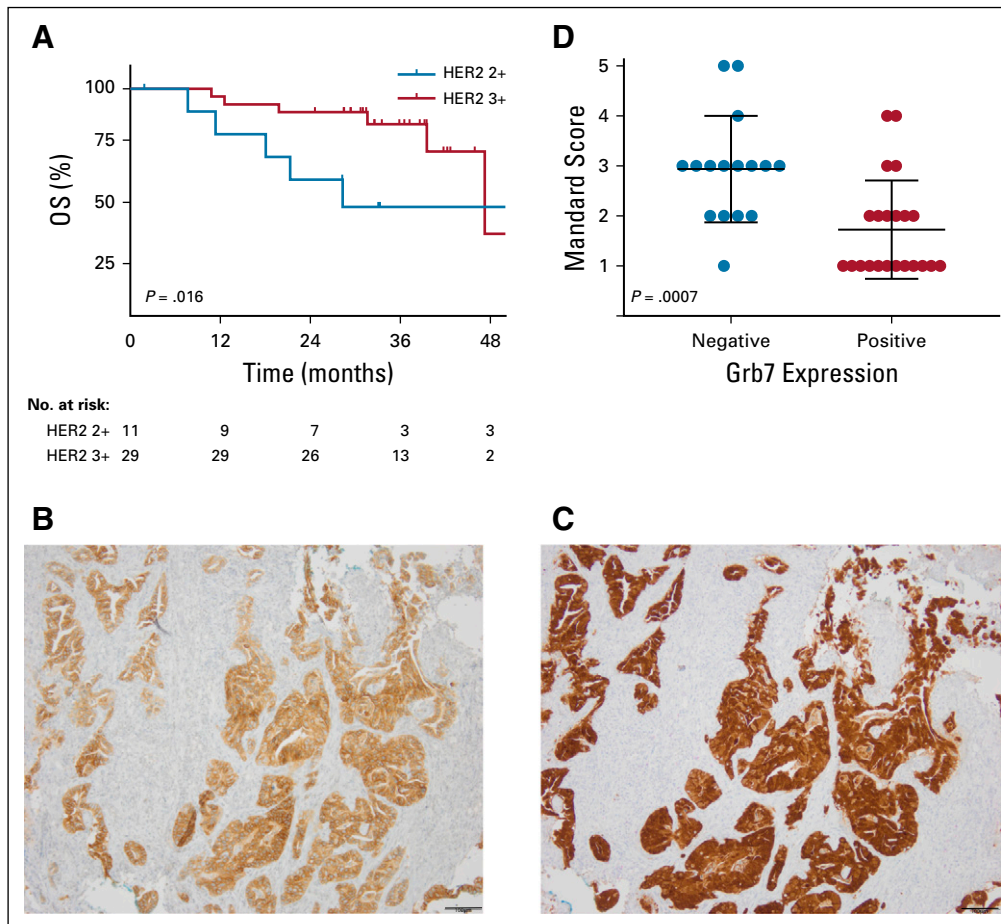 A
HER2 2+
HER2 3+
100
75
50
25
OS (%)
P = .016
0 12 24 36 48
Time (months)
No. at risk:
HER2 2+ 11 9 7 3 3
HER2 3+ 29 29 26 13 2
D
5
4
3
2
1
Mandard Score
P = .0007
Negative Positive
Grb7 Expression
B
C